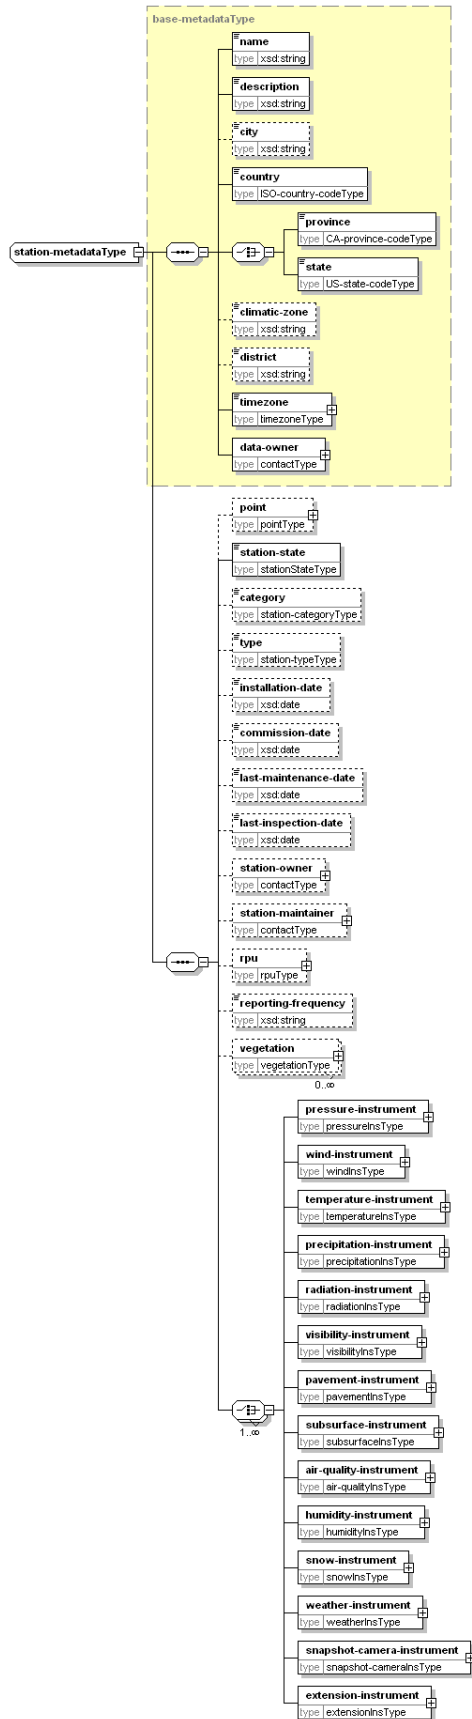 base-metadataType
name
type xsd:string
description
type xsd:string
city
type xsd:string
country
type ISO-country-codeType
station-metadataType
province
type CA-province-codeType
state
type US-state-codeType
climatic-zone
type xsd:string
district
type xsd:string
timezone
type timezoneType
data-owner
type contactType
point
type pointType
station-state
type stationStateType
category
type station-categoryType
type
type station-typeType
installation-date
type xsd:date
commission-date
type xsd:date
last-maintenance-date
type xsd:date
last-inspection-date
type xsd:date
station-owner
type contactType
station-maintainer
type contactType
rpu
type rpuType
reporting-frequency
type xsd:string
vegetation
type vegetationType
0..∞
pressure-instrument
type pressureInsType
wind-instrument
type windInsType
temperature-instrument
type temperatureInsType
precipitation-instrument
type precipitationInsType
radiation-instrument
type radiationInsType
visibility-instrument
type visibilityInsType
pavement-instrument
type pavementInsType
1..∞
subsurface-instrument
type subsurfaceInsType
air-quality-instrument
type air-qualityInsType
humidity-instrument
type humidityInsType
snow-instrument
type snowInsType
weather-instrument
type weatherInsType
snapshot-camera-instrument
type snapshot-cameraInsType
extension-instrument
type extensionInsType